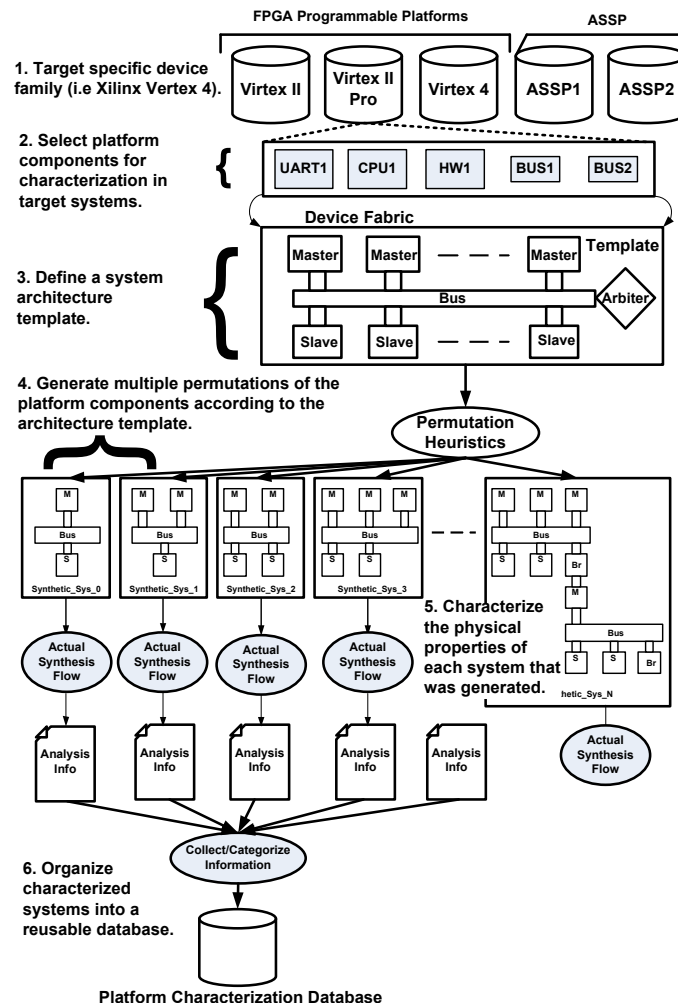 FPGA Programmable Platforms
ASSP
1. Target specific device
family (i.e Xilinx Vertex 4).
Virtex II
Virtex II
Pro
Virtex 4
ASSP1
ASSP2
2. Select platform
components for
characterization in
target systems.
{
UART1
CPU1
HW1
BUS1
BUS2
Device Fabric
Template
3. Define a system
architecture
template.
{
Master
Master
Master
Bus
Arbiter
Slave
Slave
Slave
4. Generate multiple permutations of the
platform components according to the
architecture template.
{
Permutation
Heuristics
M
Bus
S
Synthetic_Sys_0
M
M
Bus
S
Synthetic_Sys_1
M
M
Bus
S
S
Synthetic_Sys_2
M
M
M
Bus
S
S
Synthetic_Sys_3
M
M
M
Bus
S
S
Br
M
Bus
S
S
Br
hetic_Sys_N
5. Characterize
the physical
properties of
each system that
was generated.
Actual
Synthesis
Flow
Actual
Synthesis
Flow
Actual
Synthesis
Flow
Actual
Synthesis
Flow
Actual
Synthesis
Flow
Analysis
Info
Analysis
Info
Analysis
Info
Analysis
Info
Analysis
Info
Collect/Categorize
Information
6. Organize
characterized
systems into a
reusable database.
Platform Characterization Database